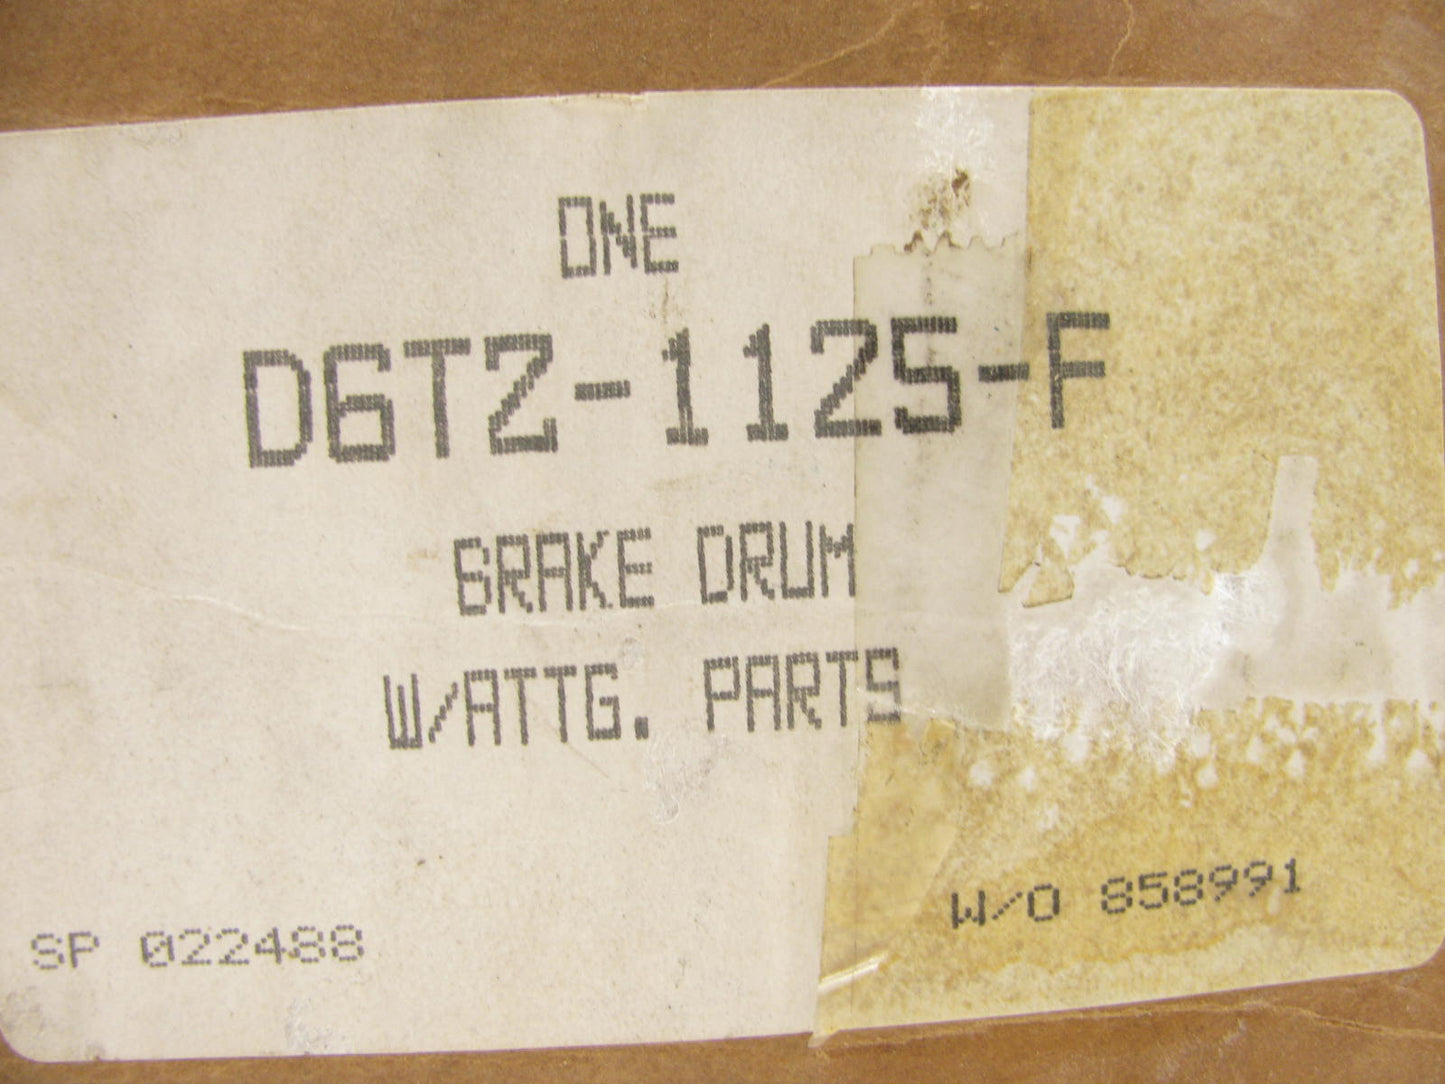 ONE
D6TZ-1125-F
BRAKE DRUM
W/ATTG. PARTS
W/O 858991
SP 022488